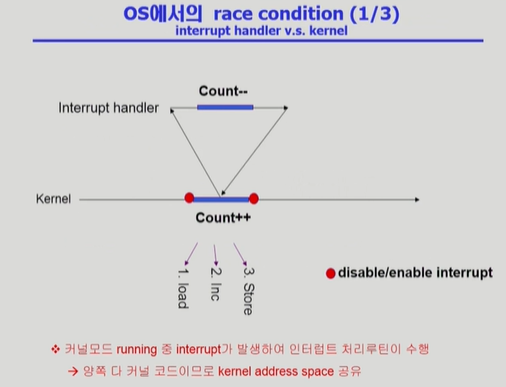 OS에서의 race condition (1/3)
interrupt handler v.s. kernel
Count--
Interrupt handler
Kernel
Count++
1. load
2. Inc
3. Store
disable/enable interrupt
❖ 커널모드 running 중 interrupt가 발생하여 인터럽트 처리루틴이 수행
→ 양쪽 다 커널 코드이므로 kernel address space 공유